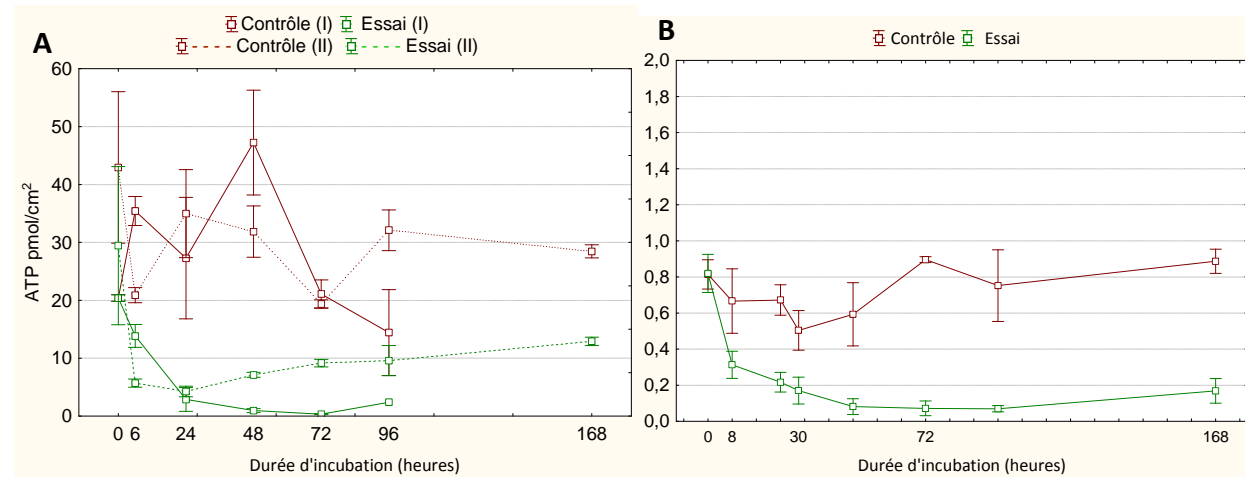 A
Contrôle (I) Essai (I)
Contrôle (II) Essai (II)
60
50
40
30
20
10
0
ATP pmol/cm²
0 6 24 48 72 96 168
Durée d'incubation (heures)
B
Contrôle Essai
2,0
1,8
1,6
1,4
1,2
1,0
0,8
0,6
0,4
0,2
0,0
0 8 30 72 168
Durée d'incubation (heures)